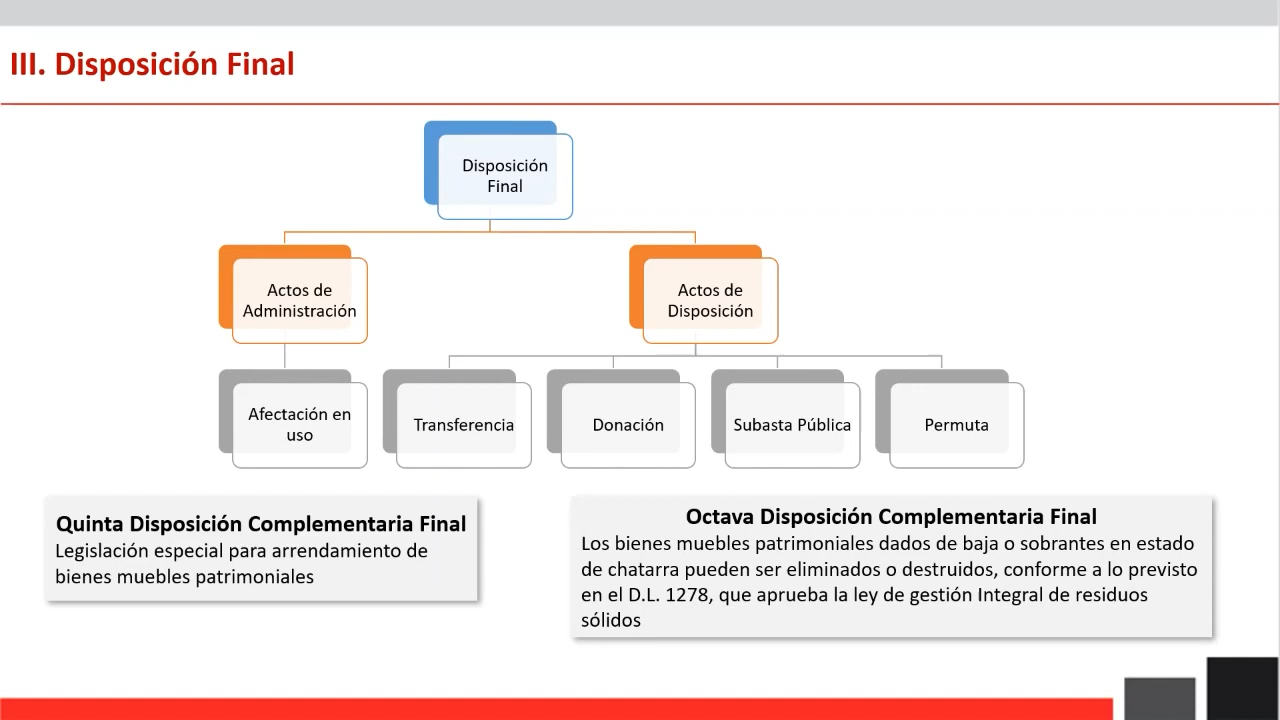 III. Disposición Final
Disposición
Final
Actos de
Administración
Actos de
Disposición
Afectación en
uso
Transferencia
Donación
Subasta Pública
Permuta
Quinta Disposición Complementaria Final
Legislación especial para arrendamiento de
bienes muebles patrimoniales
Octava Disposición Complementaria Final
Los bienes muebles patrimoniales dados de baja o sobrantes en estado
de chatarra pueden ser eliminados o destruidos, conforme a lo previsto
en el D.L. 1278, que aprueba la ley de gestión Integral de residuos
sólidos